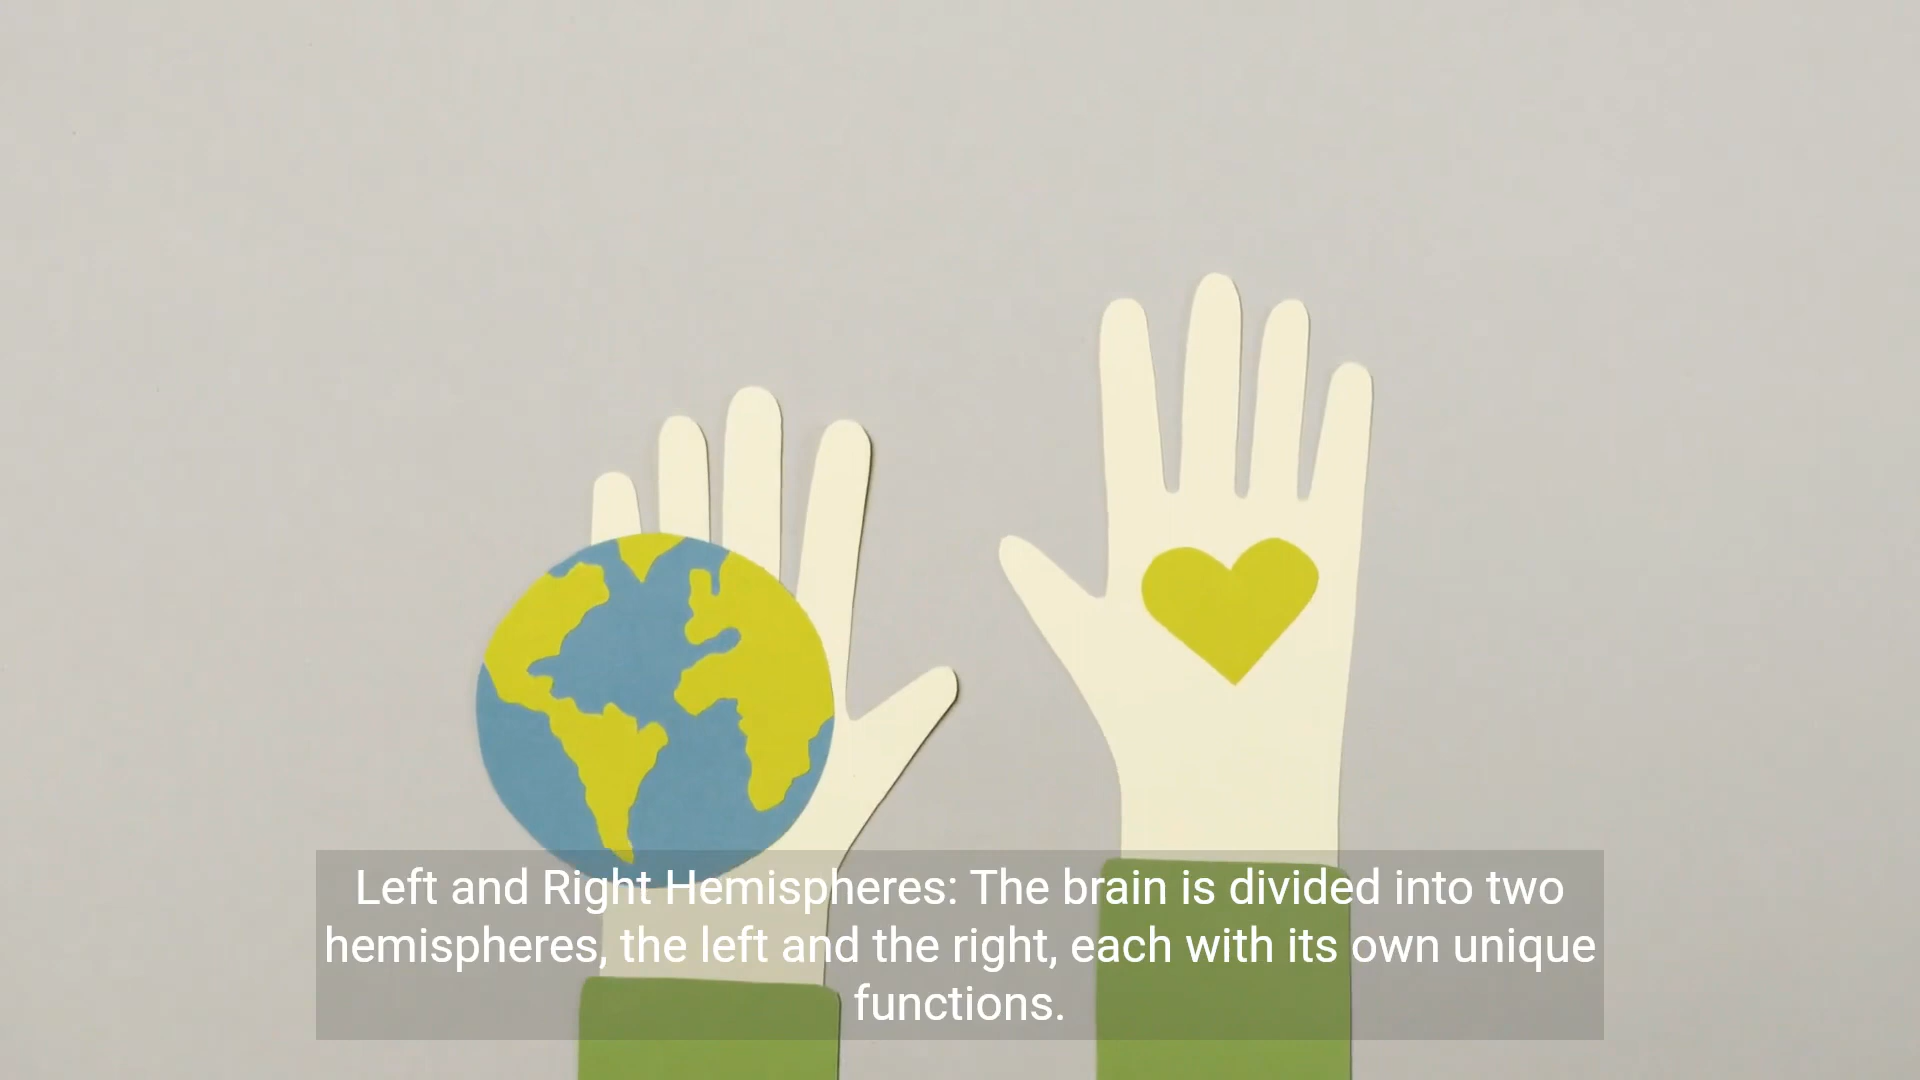 Left and Right Hemispheres: The brain is divided into two
hemispheres, the left and the right, each with its own unique
functions.